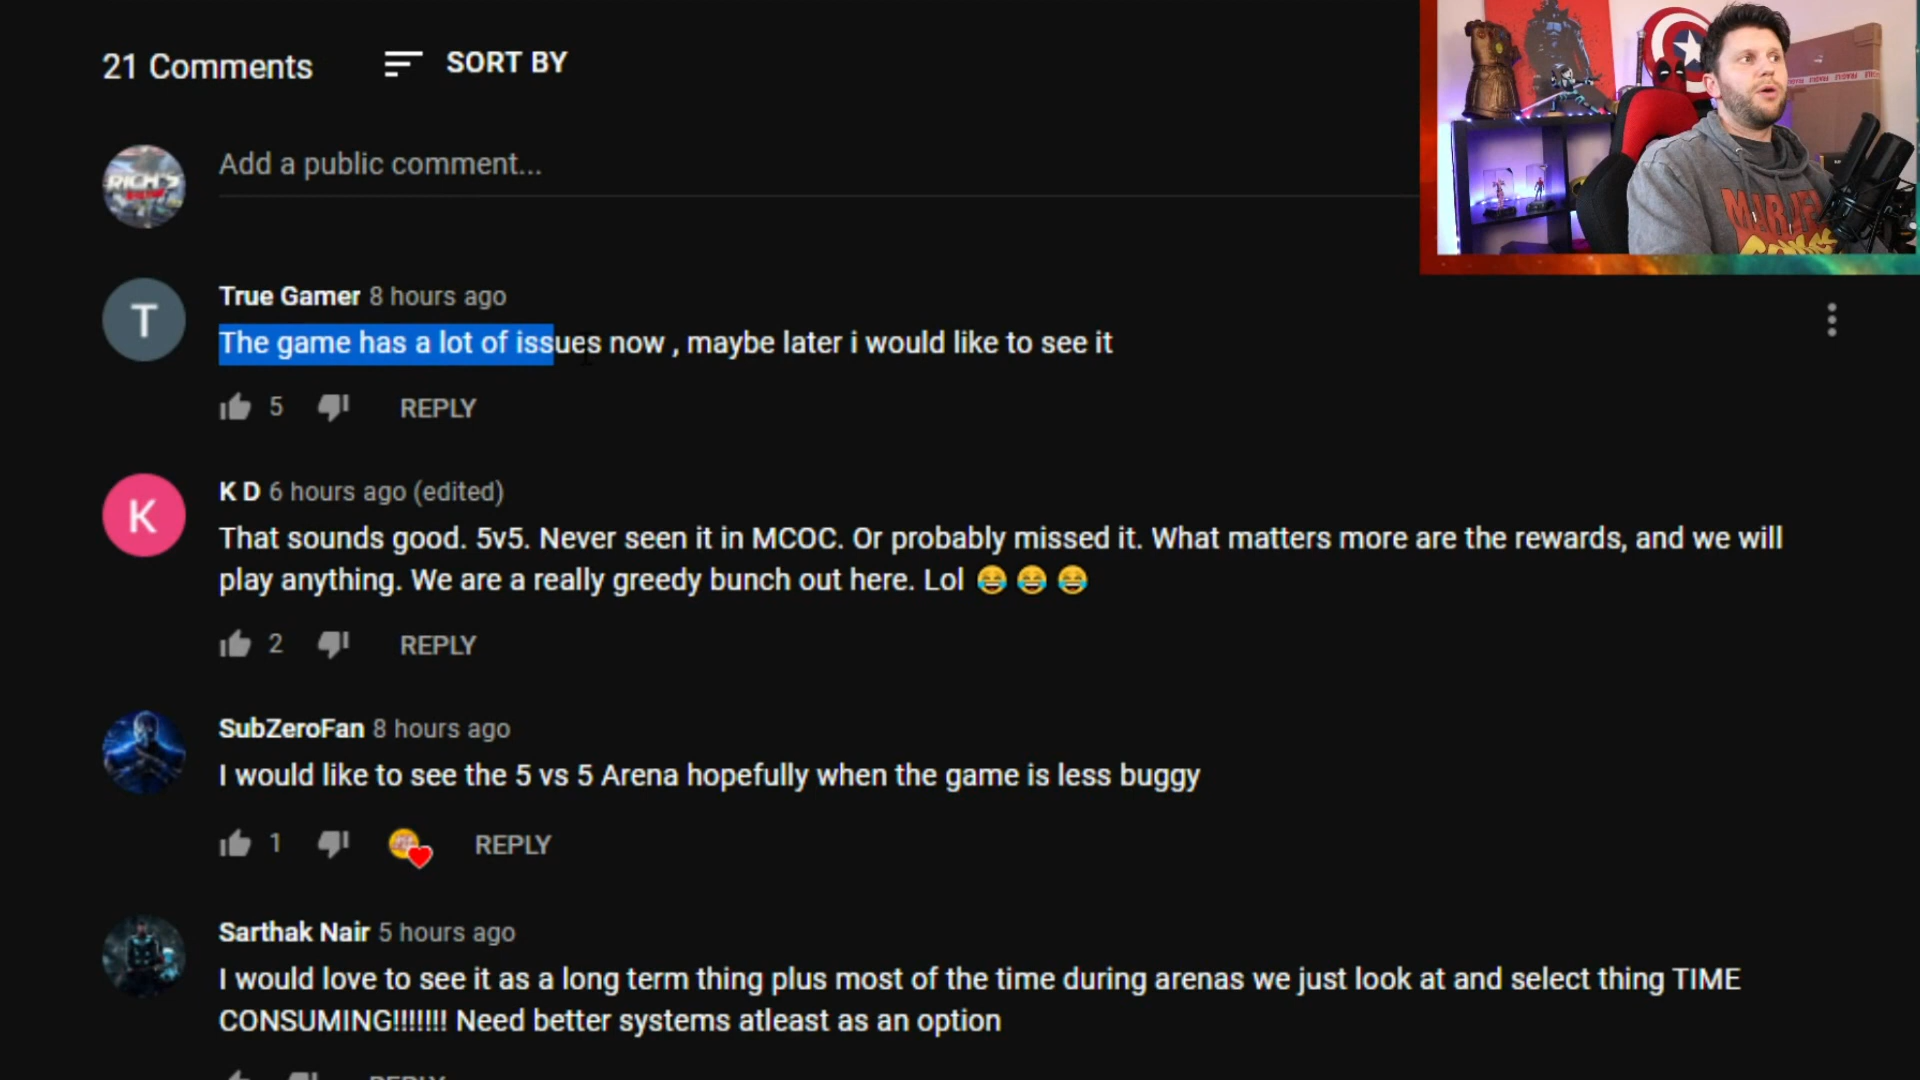 21 Comments
SORT BY
RICH'S
Add a public comment...
T
True Gamer 8 hours ago
The game has a lot of issues now , maybe later i would like to see it
5
REPLY
K
K D 6 hours ago (edited)
That sounds good. 5v5. Never seen it in MCOC. Or probably missed it. What matters more are the rewards, and we will
play anything. We are a really greedy bunch out here. Lol 😂 😂 😂
2
REPLY
SubZeroFan 8 hours ago
I would like to see the 5 vs 5 Arena hopefully when the game is less buggy
1
REPLY
Sarthak Nair 5 hours ago
I would love to see it as a long term thing plus most of the time during arenas we just look at and select thing TIME
CONSUMING!!!!!!! Need better systems atleast as an option
REPLY
MARVEL
COMICS
FRAGILE